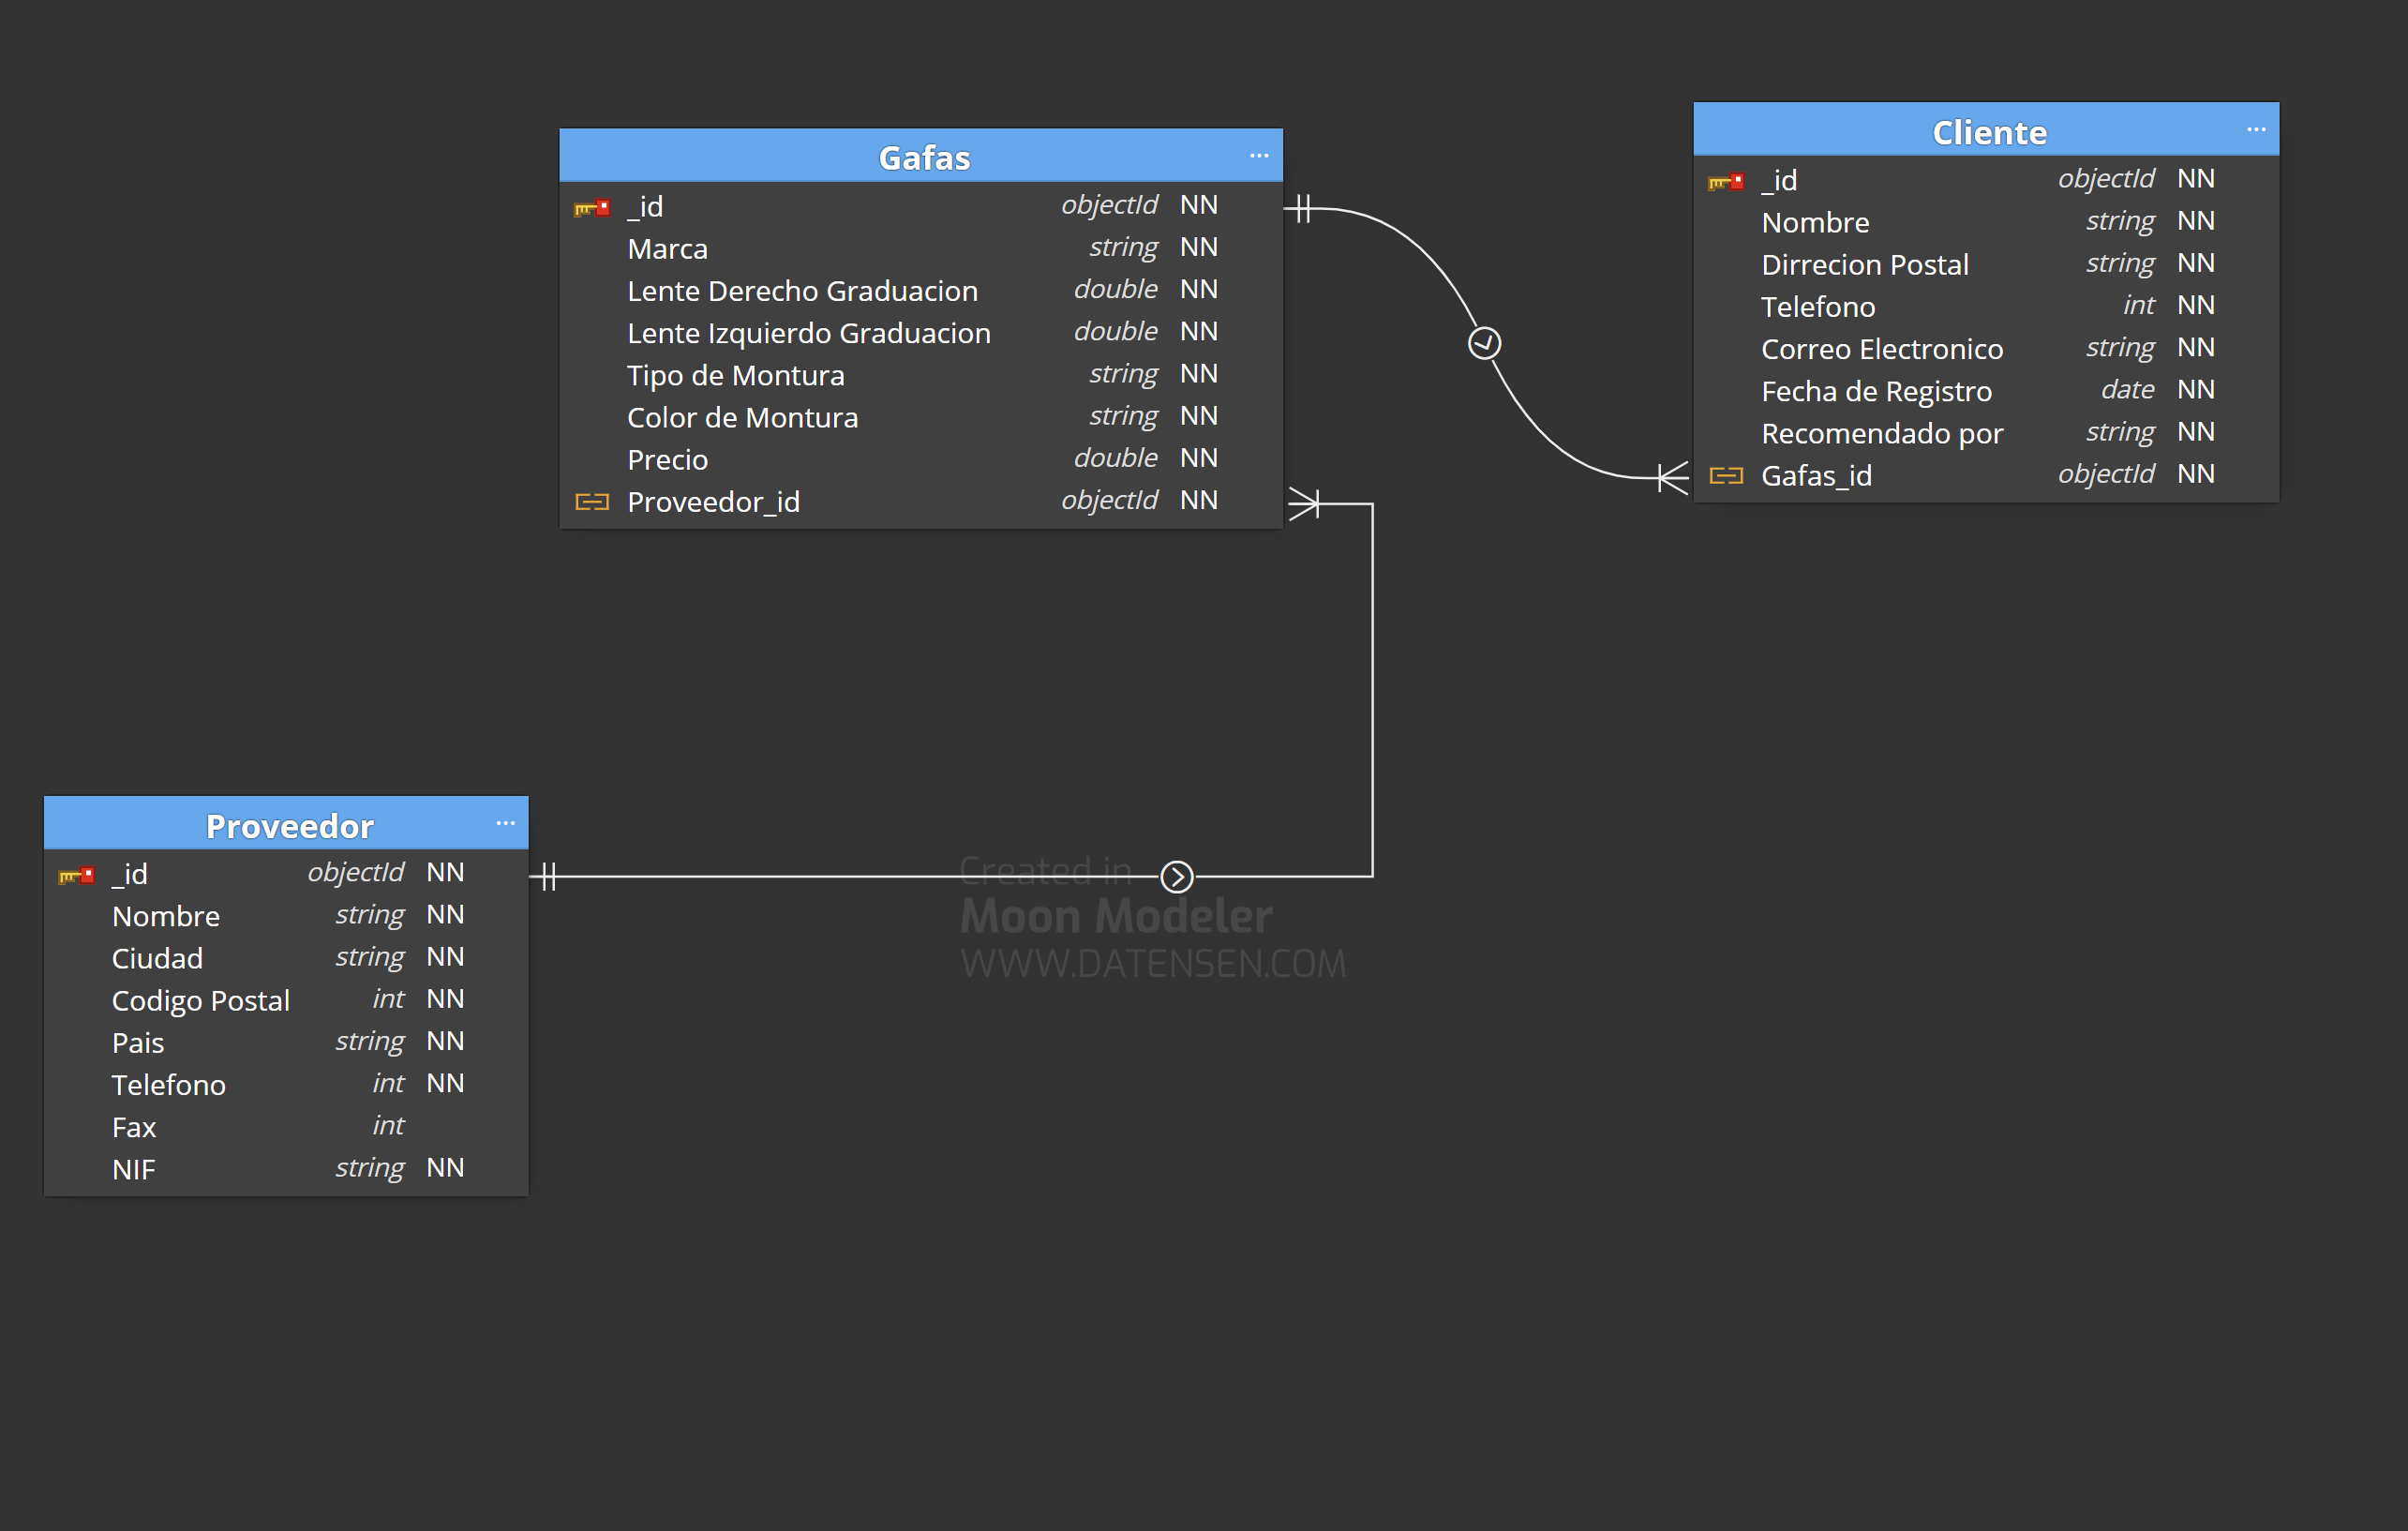 Gafas ...
_id objectId NN
Marca string NN
Lente Derecho Graduacion double NN
Lente Izquierdo Graduacion double NN
Tipo de Montura string NN
Color de Montura string NN
Precio double NN
Proveedor_id objectId NN
Cliente ...
_id objectId NN
Nombre string NN
Dirrecion Postal string NN
Telefono int NN
Correo Electronico string NN
Fecha de Registro date NN
Recomendado por string NN
Gafas_id objectId NN
Proveedor ...
_id objectId NN
Nombre string NN
Ciudad string NN
Codigo Postal int NN
Pais string NN
Telefono int NN
Fax int
NIF string NN
Created in
Moon Modeler
WWW.DATENSEN.COM